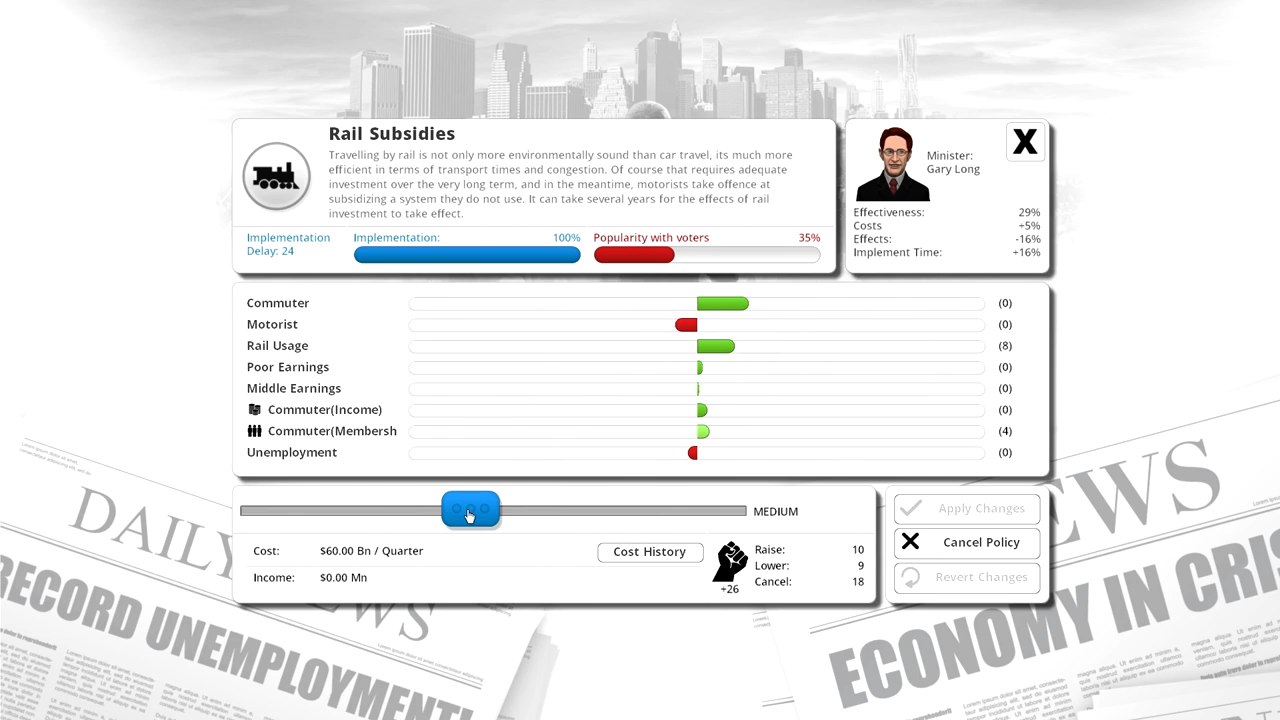 Rail Subsidies
Travelling by rail is not only more environmentally sound than car travel, its much more
efficient in terms of transport times and congestion. Of course that requires adequate
investment over the very long term, and in the meantime, motorists take offence at
subsidizing a system they do not use. It can take several years for the effects of rail
investment to take effect.
Implementation
Delay: 24
Implementation: 100%
Popularity with voters 35%
X
Minister:
Gary Long
Effectiveness: 29%
Costs +5%
Effects: -16%
Implement Time: +16%
Commuter (0)
Motorist (0)
Rail Usage (8)
Poor Earnings (0)
Middle Earnings (0)
Commuter(Income) (0)
Commuter(Membersh (4)
Unemployment (0)
MEDIUM
Cost: $60.00 Bn / Quarter
Income: $0.00 Mn
Cost History
+26
Raise: 10
Lower: 9
Cancel: 18
Apply Changes
Cancel Policy
Revert Changes
DAILY
NEWS
RECORD UNEMPLOYMENT!
EWS
ECONOMY IN CRIS